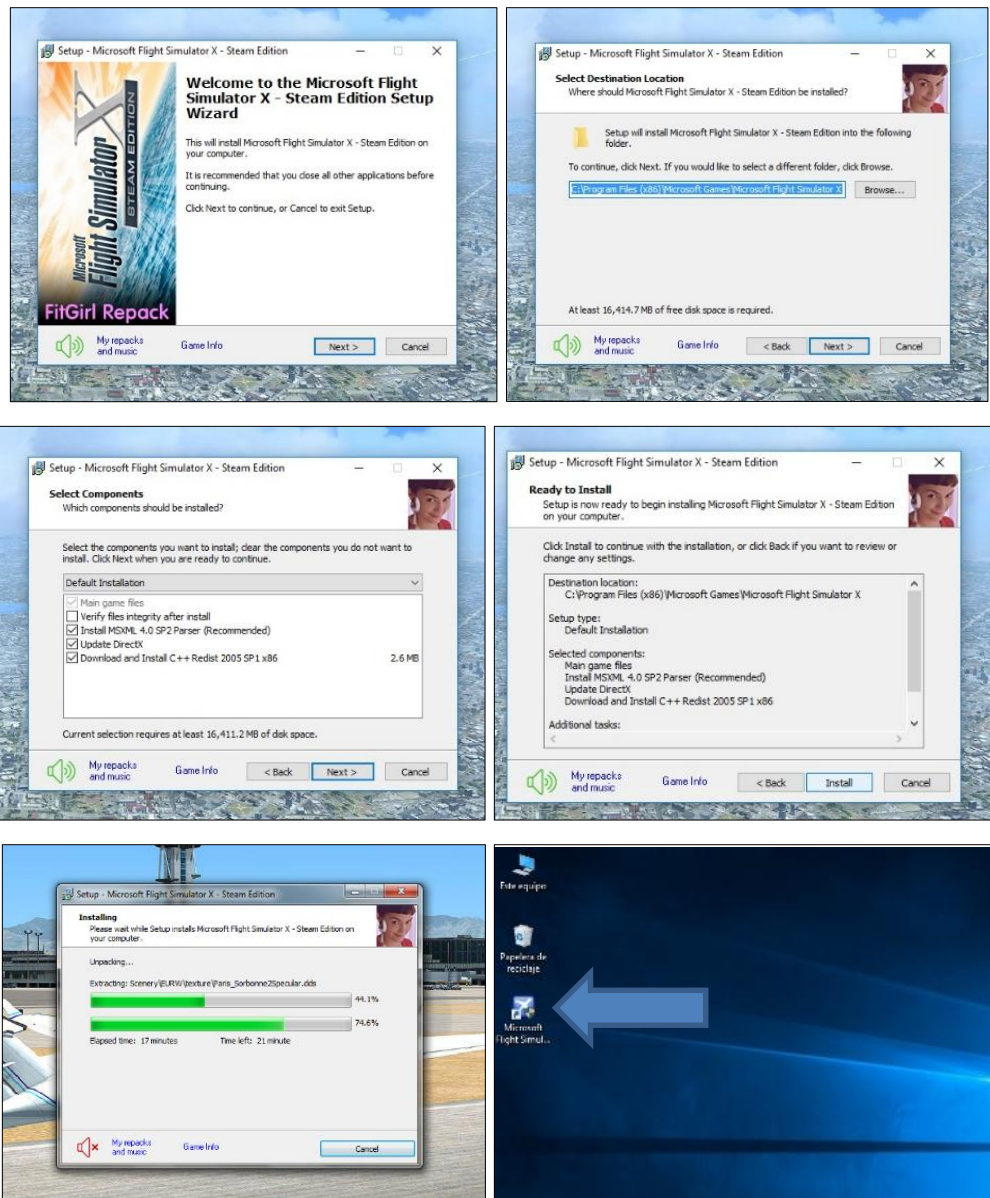 Setup - Microsoft Flight Simulator X - Steam Edition
Microsoft
Flight Simulator X
STEAM EDITION
FitGirl Repack
Welcome to the Microsoft Flight
Simulator X - Steam Edition Setup
Wizard
This will install Microsoft Flight Simulator X - Steam Edition on
your computer.
It is recommended that you close all other applications before
continuing.
Click Next to continue, or Cancel to exit Setup.
My repacks
and music
Game Info
Next >
Cancel
Setup - Microsoft Flight Simulator X - Steam Edition
Select Destination Location
Where should Microsoft Flight Simulator X - Steam Edition be installed?
Setup will install Microsoft Flight Simulator X - Steam Edition into the following
folder.
To continue, click Next. If you would like to select a different folder, click Browse.
C:\Program Files (x86)\Microsoft Games\Microsoft Flight Simulator X
Browse...
At least 16,414.7 MB of free disk space is required.
My repacks
and music
Game Info
< Back
Next >
Cancel
Setup - Microsoft Flight Simulator X - Steam Edition
Select Components
Which components should be installed?
Select the components you want to install; clear the components you do not want to
install. Click Next when you are ready to continue.
Default Installation
Main game files
Verify files integrity after install
Install MSXML 4.0 SP2 Parser (Recommended)
Update DirectX
Download and Install C++ Redist 2005 SP1 x86 2.6 MB
Current selection requires at least 16,411.2 MB of disk space.
My repacks
and music
Game Info
< Back
Next >
Cancel
Setup - Microsoft Flight Simulator X - Steam Edition
Ready to Install
Setup is now ready to begin installing Microsoft Flight Simulator X - Steam Edition
on your computer.
Click Install to continue with the installation, or click Back if you want to review or
change any settings.
Destination location:
C:\Program Files (x86)\Microsoft Games\Microsoft Flight Simulator X
Setup type:
Default Installation
Selected components:
Main game files
Install MSXML 4.0 SP2 Parser (Recommended)
Update DirectX
Download and Install C++ Redist 2005 SP1 x86
Additional tasks:
My repacks
and music
Game Info
< Back
Install
Cancel
Setup - Microsoft Flight Simulator X - Steam Edition
Installing
Please wait while Setup installs Microsoft Flight Simulator X - Steam Edition on
your computer.
Unpacking...
Extracting: Scenery\EURW\texture\Paris_Sorbonne2Specular.dds
44.1%
74.6%
Elapsed time: 17 minutes Time left: 21 minute
My repacks
and music
Game Info
Cancel
Este equipo
Papelera de
reciclaje
Microsoft
Flight Simul...